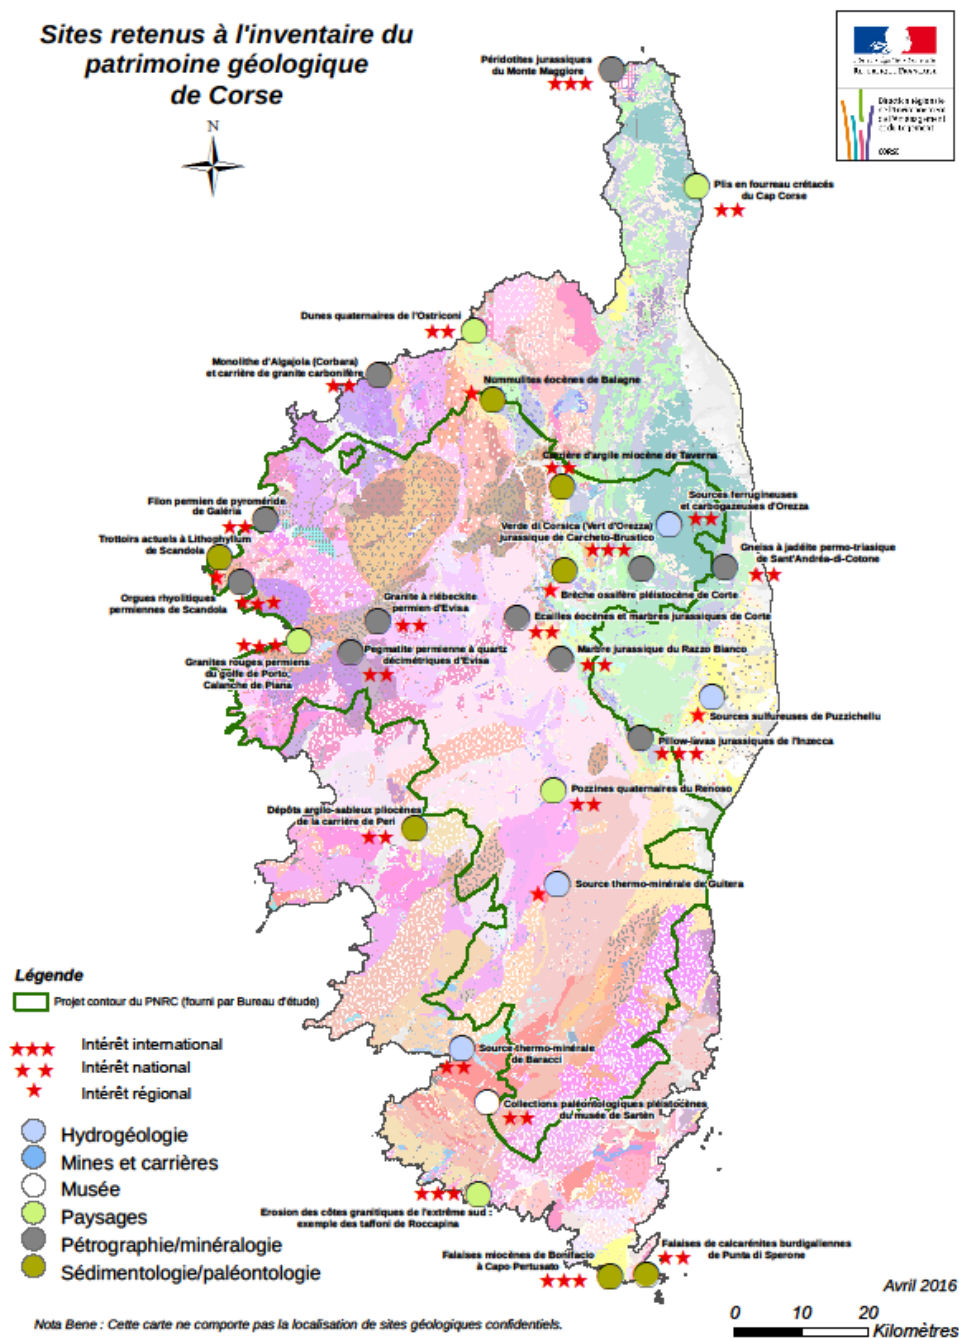 Sites retenus à l'inventaire du
patrimoine géologique
de Corse
N
Péridotites jurassiques
du Monte Maggiore
Direction régionale
de l'Environnement
de l'Aménagement
et du Logement
CORSE
Plis en fourreau crétacés
du Cap Corse
Dunes quaternaires de l'Ostriconi
Monolithe d'Algajola (Corbara)
et carrière de granite carbonifère
Nummulites éocènes de Balagne
Carrière d'argile miocène de Taverna
Sources ferrugineuses
et carbogazeuses d'Orezza
Filon permien de pyroméride
de Galéria
Verde di Corsica (Vert d'Orezza)
jurassique de Carcheto-Brustico
Trottoirs actuels à Lithophyllum
de Scandola
Gneiss à jadéite permo-triasique
de Sant'Andréa-di-Cotone
Orgues rhyolitiques
permiennes de Scandola
Brèche ossifère pléistocène de Corte
Granite à riébeckite
permien d'Evisa
Ecailles éocènes et marbres jurassiques de Corte
Pegmatite permienne à quartz
décimétriques d'Evisa
Marbre jurassique du Razzo Bianco
Granites rouges permiens
du golfe de Porto,
Calanche de Piana
Sources sulfureuses de Puzzichellu
Pillow-lavas jurassiques de l'Inzecca
Pozzines quaternaires du Renoso
Dépôts argilo-sableux pliocènes
de la carrière de Peri
Source thermo-minérale de Guitera
Légende
Projet contour du PNRC (fourni par Bureau d'étude)
Intérêt international
Intérêt national
Intérêt régional
Source thermo-minérale
de Baracci
Collections paléontologiques pléistocènes
du musée de Sartèn
Hydrogéologie
Mines et carrières
Musée
Paysages
Pétrographie/minéralogie
Sédimentologie/paléontologie
Erosion des côtes granitiques de l'extrême sud :
exemple des taffoni de Roccapina
Falaises miocènes de Bonifacio
à Capo Pertusato
Falaises de calcarénites burdigaliennes
de Punta di Sperone
Avril 2016
0 10 20
Kilomètres
Nota Bene : Cette carte ne comporte pas la localisation de sites géologiques confidentiels.